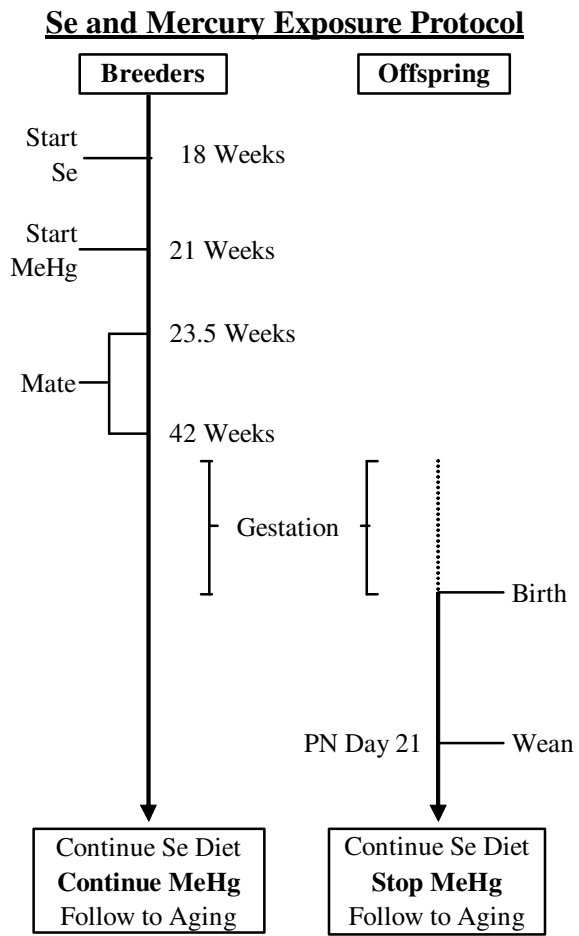 Se and Mercury Exposure Protocol
Breeders
Offspring
Start
Se
18 Weeks
Start
MeHg
21 Weeks
23.5 Weeks
Mate
42 Weeks
Gestation
Birth
PN Day 21
Wean
Continue Se Diet
Continue MeHg
Follow to Aging
Continue Se Diet
Stop MeHg
Follow to Aging